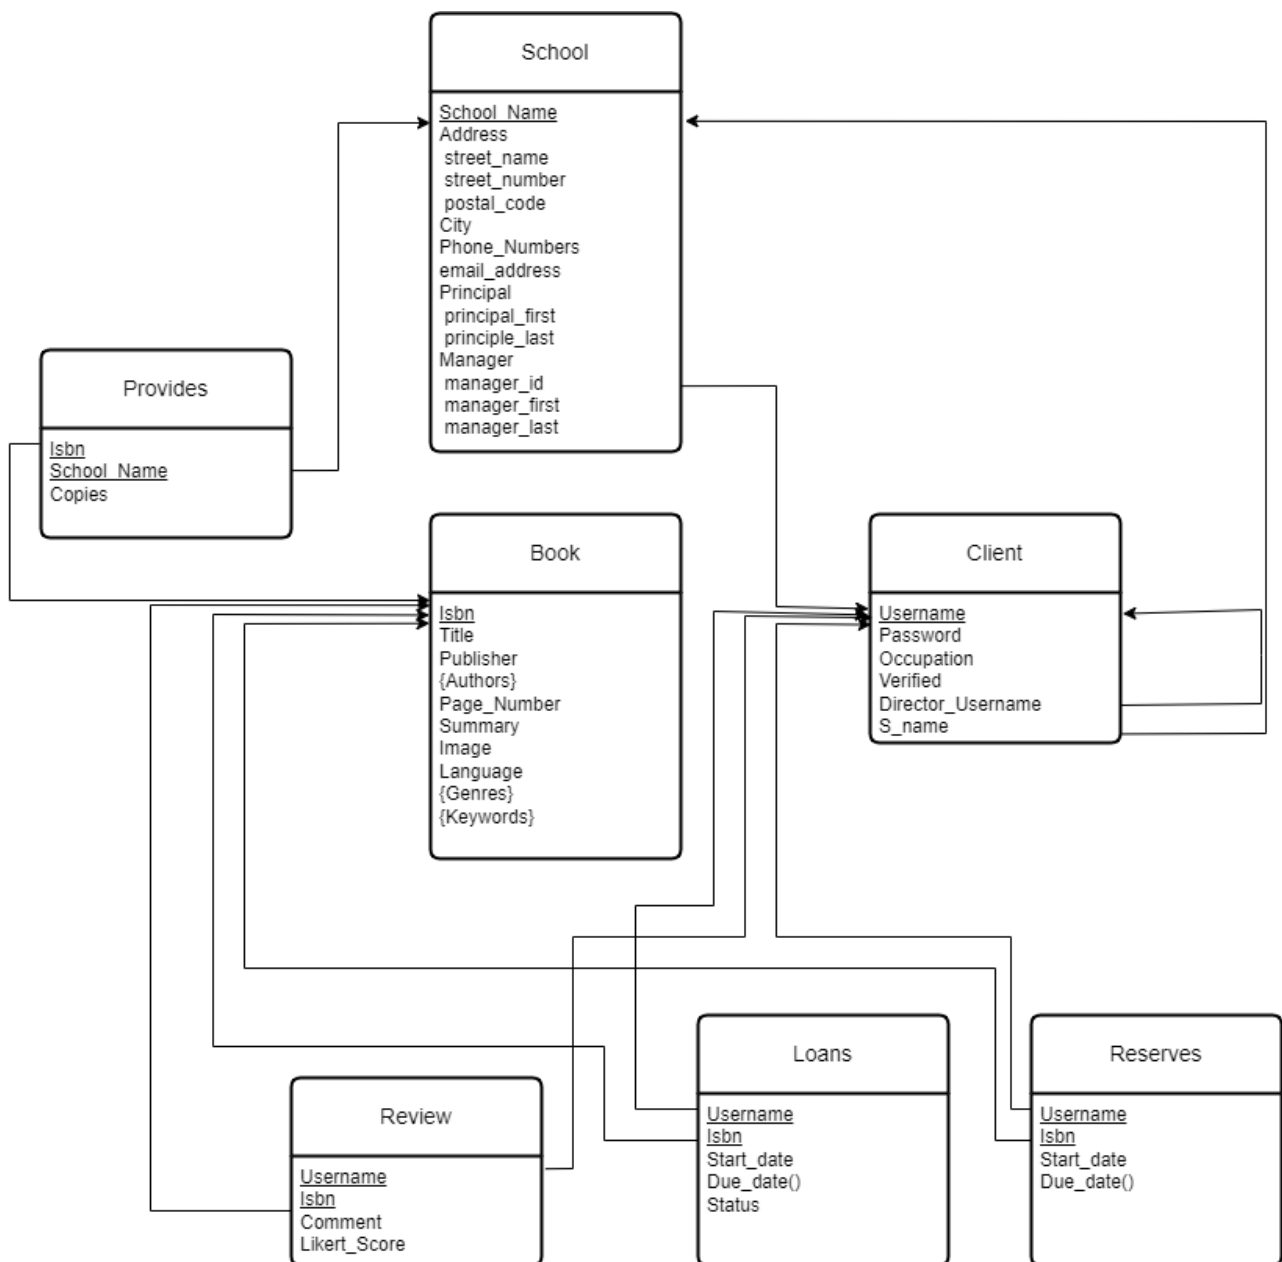 School
School_Name
Address
street_name
street_number
postal_code
City
Phone_Numbers
email_address
Principal
principal_first
principle_last
Manager
manager_id
manager_first
manager_last
Provides
Isbn
School_Name
Copies
Book
Isbn
Title
Publisher
{Authors}
Page_Number
Summary
Image
Language
{Genres}
{Keywords}
Client
Username
Password
Occupation
Verified
Director_Username
S_name
Review
Username
Isbn
Comment
Likert_Score
Loans
Username
Isbn
Start_date
Due_date()
Status
Reserves
Username
Isbn
Start_date
Due_date()